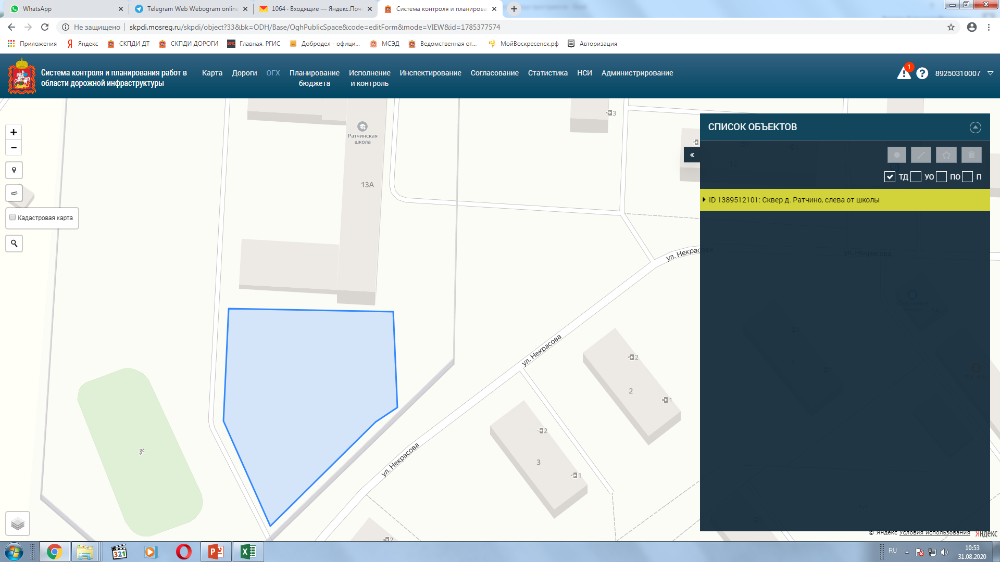 WhatsApp
Telegram Web Webogram online
1064 · Входящие — Яндекс.Поч
Система контроля и планирова
Не защищено
skpdi.mosreg.ru/skpdi/object?33&bk=ODH/Base/OghPublicSpace&code=editForm&mode=VIEW&id=1785377574
Приложения
Яндекс
СКПДИ ДТ
СКПДИ ДОРОГИ
Главная. РГИС
Добродел - офици...
МСЭД
Ведомственная от...
МойВоскресенск.рф
Авторизация
Система контроля и планирования работ в
области дорожной инфраструктуры
Карта
Дороги
ОГХ
Планирование
бюджета
Исполнение
и контроль
Инспектирование
Согласование
Статистика
НСИ
Администрирование
1
89250310007
Ратчинская
школа
3
СПИСОК ОБЪЕКТОВ
13А
ТД УО ПО П
ID 1389512101: Сквер д. Ратчино, слева от школы
Кадастровая карта
ул. Некрасова
ул. Некрасова
ул. Некрасова
2
2
1
ул. Некрасова
2
3
1
2
© Яндекс Условия использования Яндекс
321
RU
10:53
31.08.2020